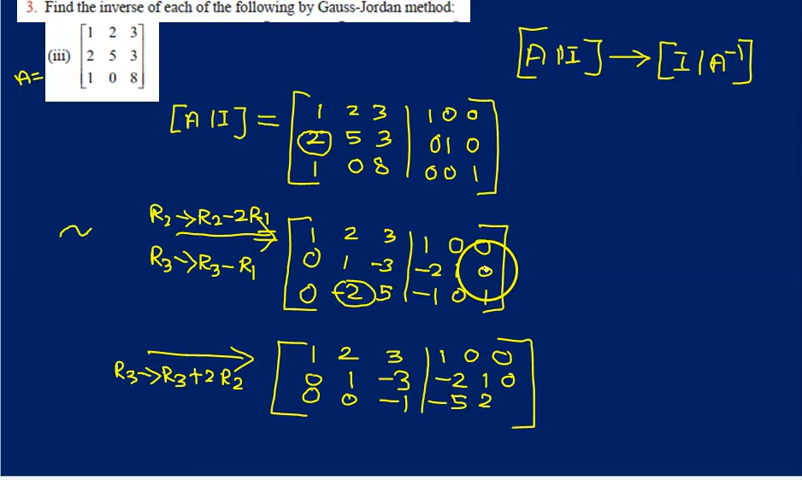 3. Find the inverse of each of the following by Gauss-Jordan method:
A= (iii) [1 2 3
2 5 3
1 0 8]
[A|I] → [I|A⁻¹]
[A|I] = [1 2 3 | 1 0 0
2 5 3 | 0 1 0
1 0 8 | 0 0 1]
~ R₂→R₂-2R₁
R₃→R₃-R₁
[1 2 3 | 1 0 0
0 1 -3 | -2 1 0
0 -2 5 | -1 0 1]
R₃→R₃+2R₂
[1 2 3 | 1 0 0
0 1 -3 | -2 1 0
0 0 -1 | -5 2 ]